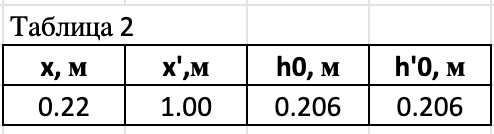 Таблица 2
x, м x',м h0, м h'0, м
0.22 1.00 0.206 0.206